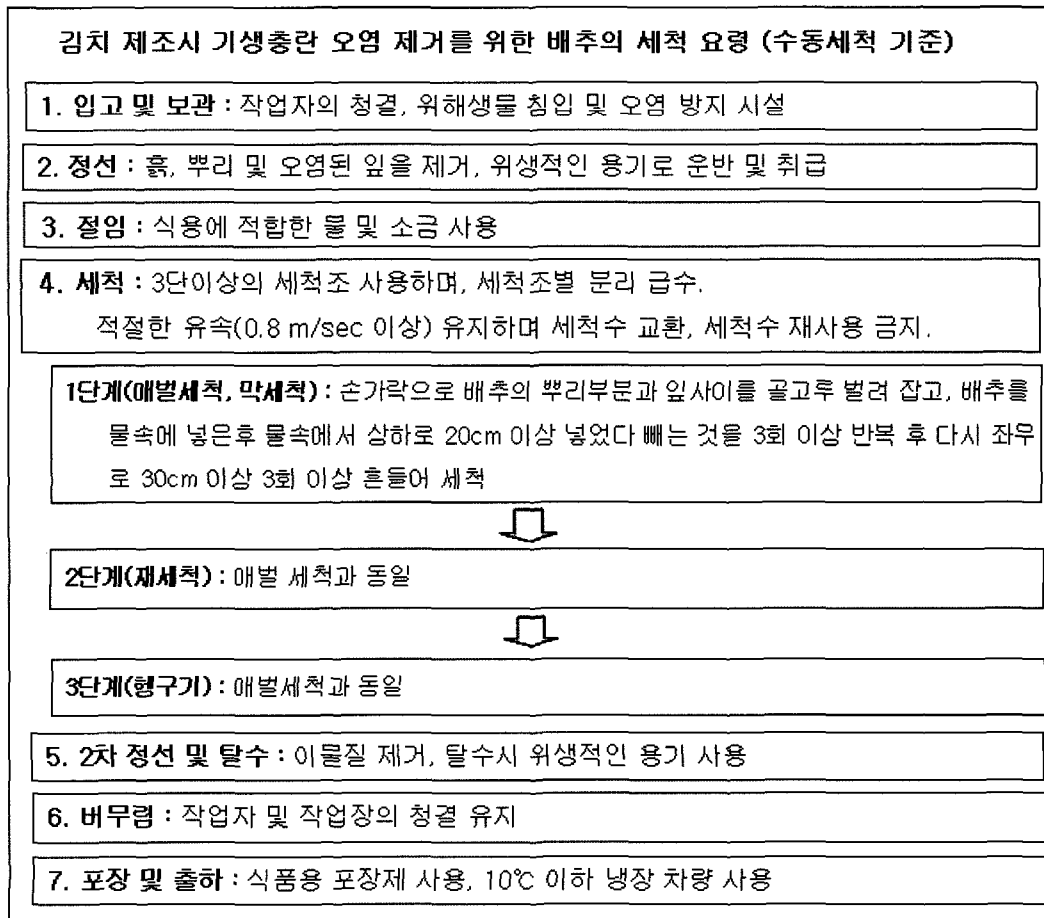 김치 제조시 기생충란 오염 제거를 위한 배추의 세척 요령 (수동세척 기준)
1. 입고 및 보관 : 작업자의 청결, 위해생물 침입 및 오염 방지 시설
2. 정선 : 흙, 뿌리 및 오염된 잎을 제거, 위생적인 용기로 운반 및 취급
3. 절임 : 식용에 적합한 물 및 소금 사용
4. 세척 : 3단이상의 세척조 사용하며, 세척조별 분리 급수.
적절한 유속(0.8 m/sec 이상) 유지하며 세척수 교환, 세척수 재사용 금지.
1단계(애벌세척, 막세척) : 손가락으로 배추의 뿌리부분과 잎사이를 골고루 벌려 잡고, 배추를
물속에 넣은후 물속에서 상하로 20cm 이상 넣었다 빼는 것을 3회 이상 반복 후 다시 좌우
로 30cm 이상 3회 이상 흔들어 세척
2단계(재세척) : 애벌 세척과 동일
3단계(헹구기) : 애벌세척과 동일
5. 2차 정선 및 탈수 : 이물질 제거, 탈수시 위생적인 용기 사용
6. 버무림 : 작업자 및 작업장의 청결 유지
7. 포장 및 출하 : 식품용 포장제 사용, 10℃ 이하 냉장 차량 사용